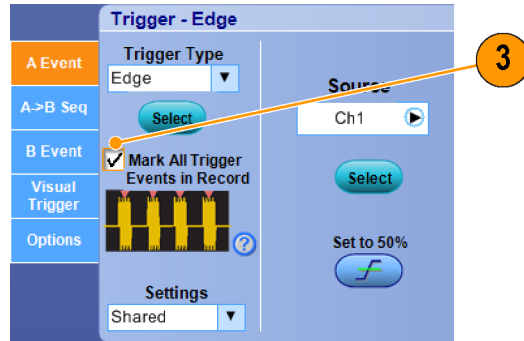 Trigger - Edge
A Event
A->B Seq
B Event
Visual
Trigger
Options
Trigger Type
Edge
Select
Mark All Trigger
Events in Record
?
Settings
Shared
Source
Ch1
Select
Set to 50%
3